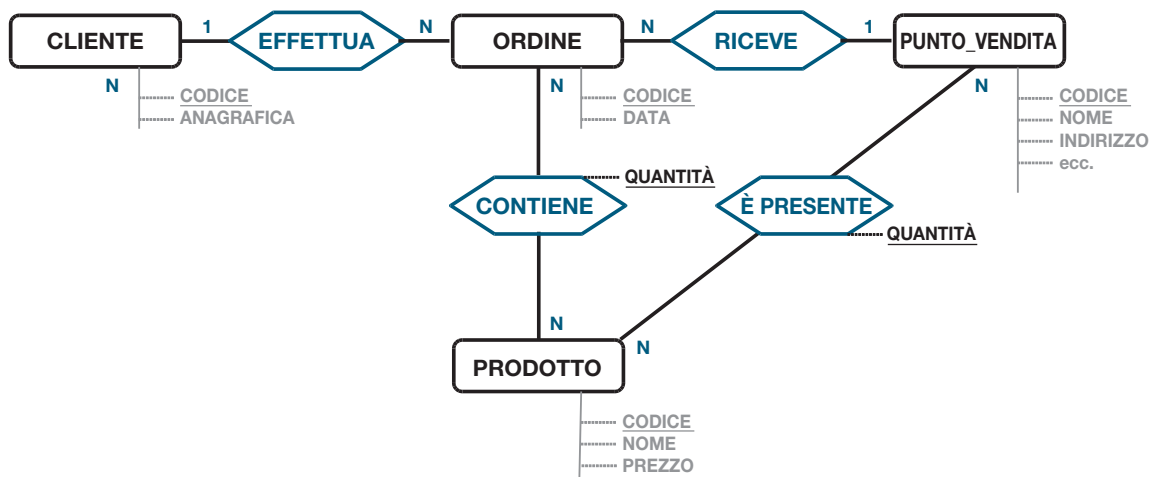 1 N N 1
CLIENTE EFFETTUA ORDINE RICEVE PUNTO_VENDITA
N N N
CODICE
ANAGRAFICA
CODICE
DATA
CODICE
NOME
INDIRIZZO
ecc.
QUANTITÀ
CONTIENE È PRESENTE
QUANTITÀ
N N
PRODOTTO
CODICE
NOME
PREZZO